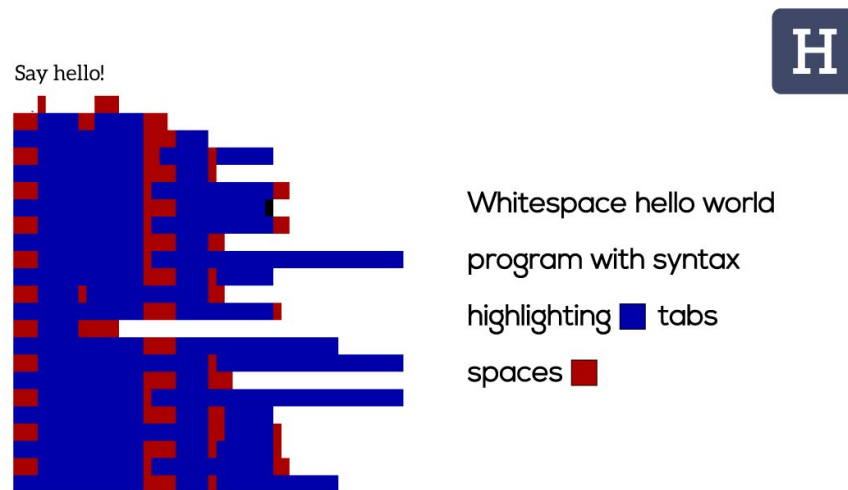 H
Say hello!
Whitespace hello world
program with syntax
highlighting tabs
spaces